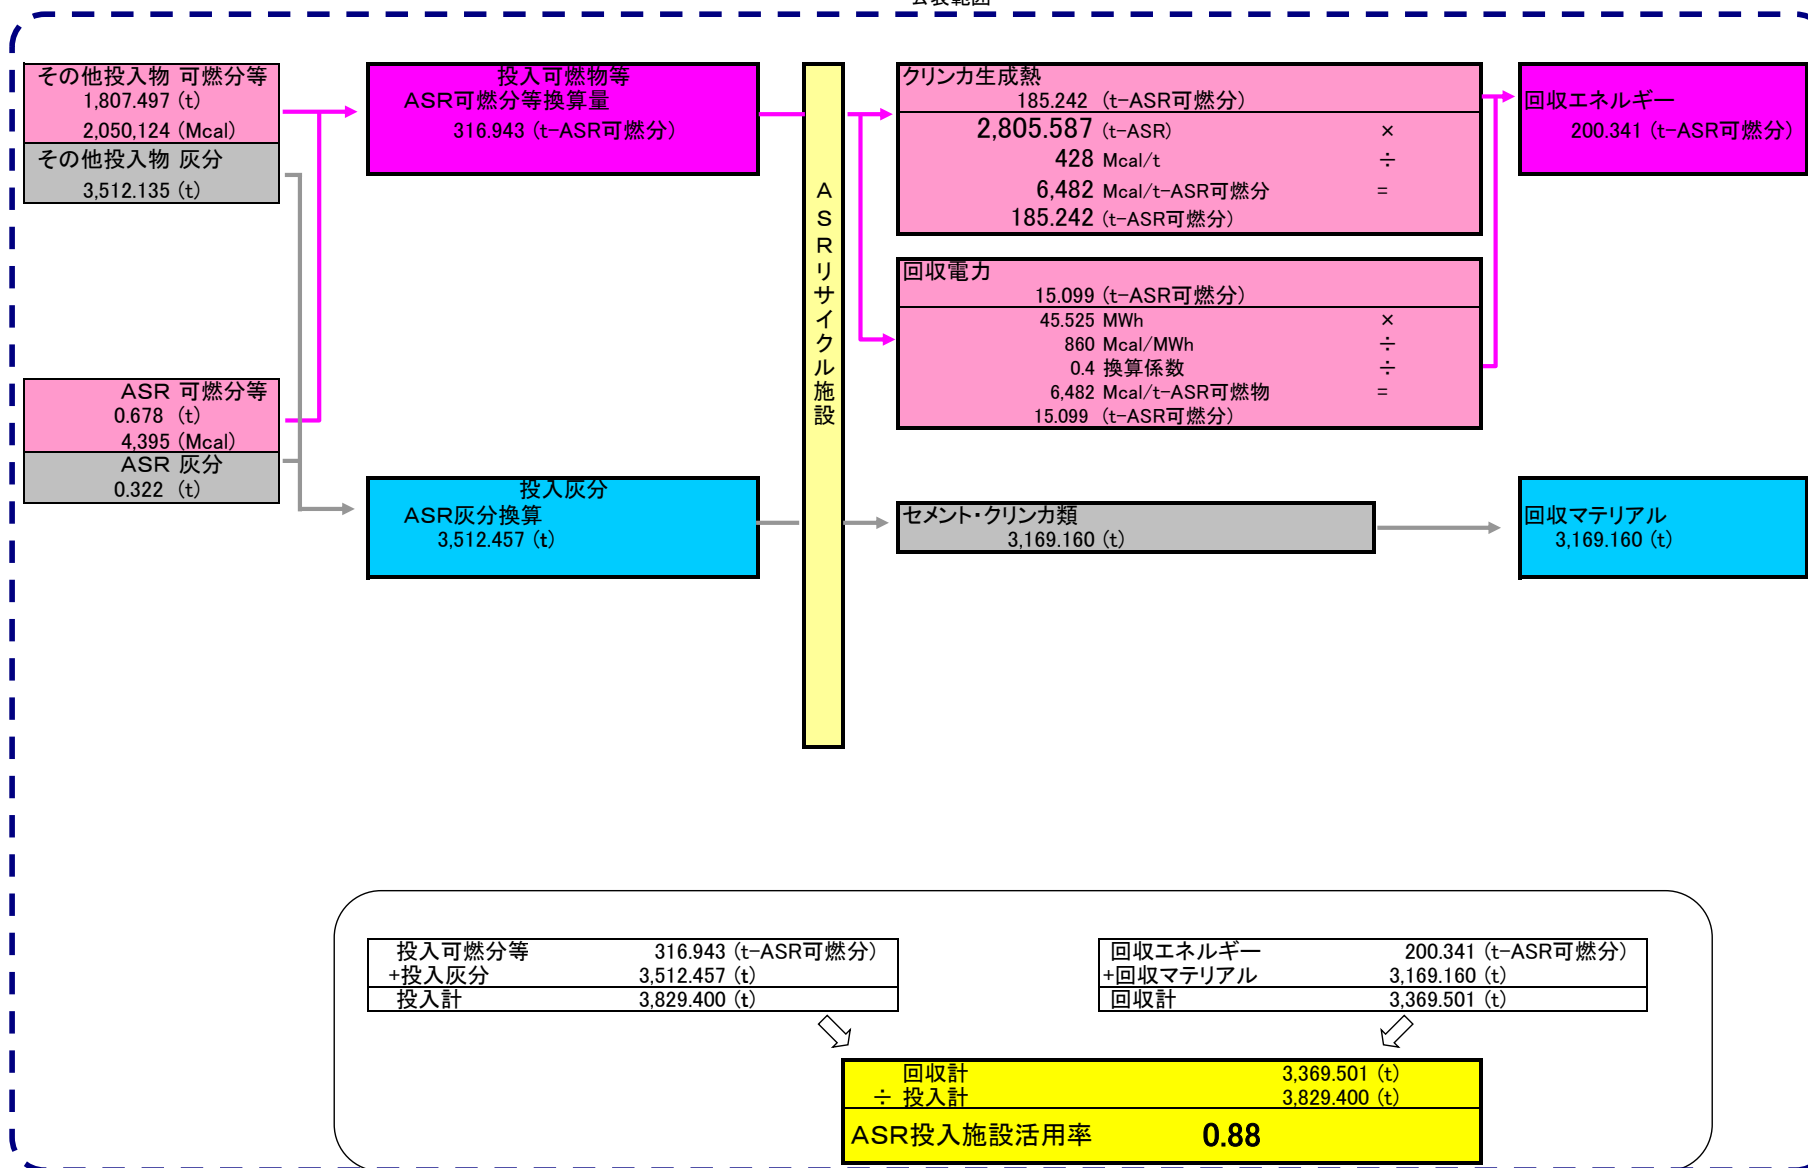 その他投入物 可燃分等
1,807.497 (t)
2,050,124 (Mcal)
その他投入物 灰分
3,512.135 (t)
ASR 可燃分等
0.678 (t)
4,395 (Mcal)
ASR 灰分
0.322 (t)
投入可燃物等
ASR可燃分等換算量
316.943 (t-ASR可燃分)
投入灰分
ASR灰分換算
3,512.457 (t)
ASRリサイクル施設
クリンカ生成熱
185.242 (t-ASR可燃分)
2,805.587 (t-ASR) ×
428 Mcal/t ÷
6,482 Mcal/t-ASR可燃分 =
185.242 (t-ASR可燃分)
回収電力
15.099 (t-ASR可燃分)
45.525 MWh ×
860 Mcal/MWh ÷
0.4 換算係数 ÷
6,482 Mcal/t-ASR可燃物 =
15.099 (t-ASR可燃分)
セメント・クリンカ類
3,169.160 (t)
回収エネルギー
200.341 (t-ASR可燃分)
回収マテリアル
3,169.160 (t)
投入可燃分等 316.943 (t-ASR可燃分)
+投入灰分 3,512.457 (t)
投入計 3,829.400 (t)
回収エネルギー 200.341 (t-ASR可燃分)
+回収マテリアル 3,169.160 (t)
回収計 3,369.501 (t)
回収計 3,369.501 (t)
÷ 投入計 3,829.400 (t)
ASR投入施設活用率 0.88